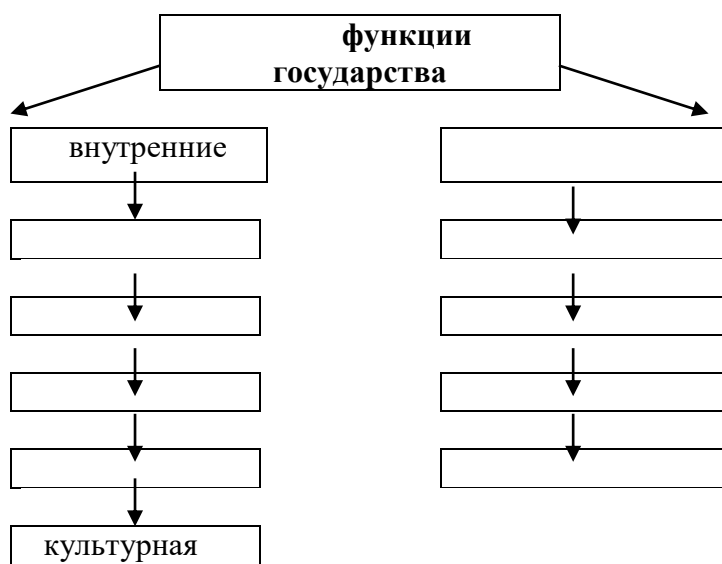 функции
государства
внутренние
культурная